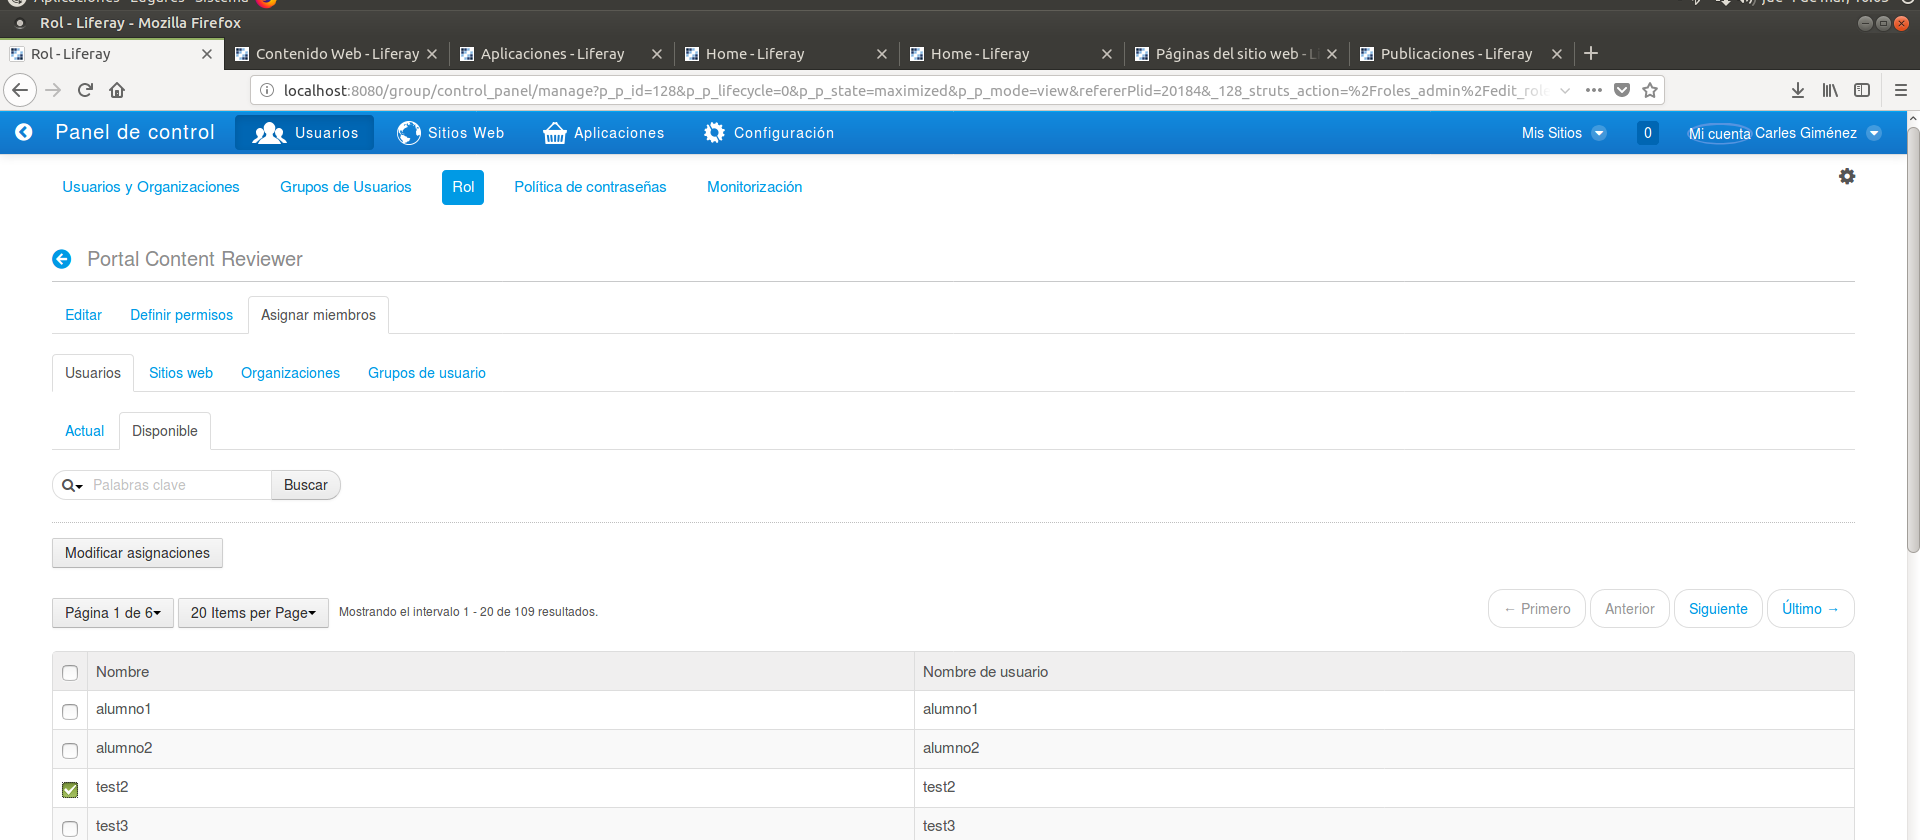 Rol - Liferay - Mozilla Firefox
Rol - Liferay
Contenido Web - Liferay
Aplicaciones - Liferay
Home - Liferay
Home - Liferay
Páginas del sitio web - L
Publicaciones - Liferay
localhost:8080/group/control_panel/manage?p_p_id=128&p_p_lifecycle=0&p_p_state=maximized&p_p_mode=view&refererPlid=20184&_128_struts_action=%2Froles_admin%2Fedit_role
Panel de control
Usuarios
Sitios Web
Aplicaciones
Configuración
Mis Sitios
0
Mi cuenta Carles Giménez
Usuarios y Organizaciones
Grupos de Usuarios
Rol
Política de contraseñas
Monitorización
Portal Content Reviewer
Editar
Definir permisos
Asignar miembros
Usuarios
Sitios web
Organizaciones
Grupos de usuario
Actual
Disponible
Palabras clave
Buscar
Modificar asignaciones
Página 1 de 6
20 Items per Page
Mostrando el intervalo 1 - 20 de 109 resultados.
← Primero
Anterior
Siguiente
Último →
Nombre
Nombre de usuario
alumno1
alumno1
alumno2
alumno2
test2
test2
test3
test3